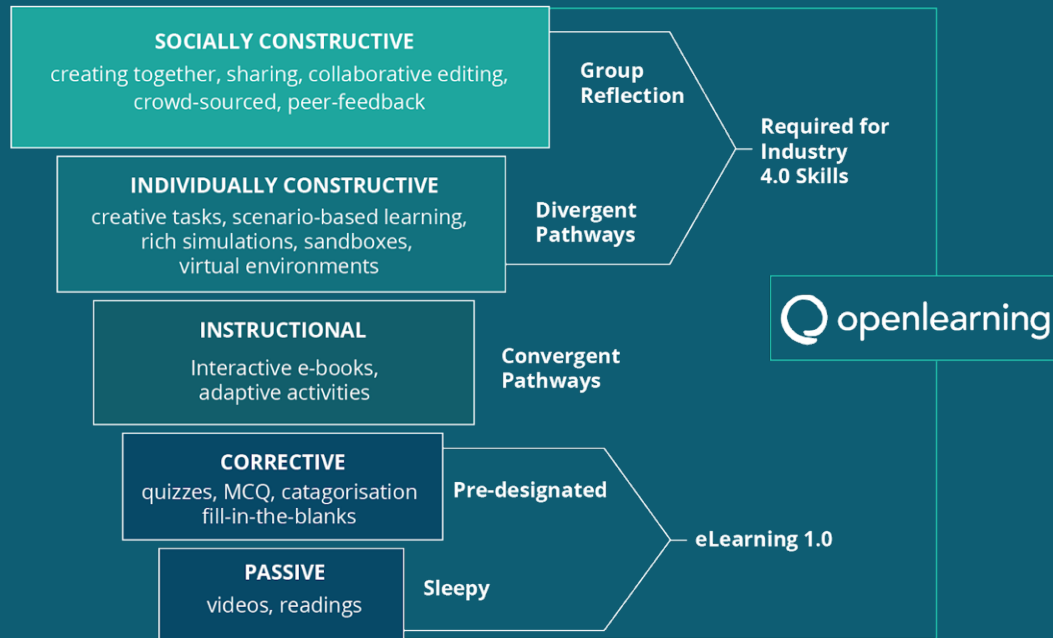 SOCIALLY CONSTRUCTIVE
creating together, sharing, collaborative editing,
crowd-sourced, peer-feedback
Group
Reflection
Required for
Industry
4.0 Skills
INDIVIDUALLY CONSTRUCTIVE
creative tasks, scenario-based learning,
rich simulations, sandboxes,
virtual environments
Divergent
Pathways
openlearning
INSTRUCTIONAL
Interactive e-books,
adaptive activities
Convergent
Pathways
CORRECTIVE
quizzes, MCQ, catagorisation
fill-in-the-blanks
Pre-designated
eLearning 1.0
PASSIVE
videos, readings
Sleepy